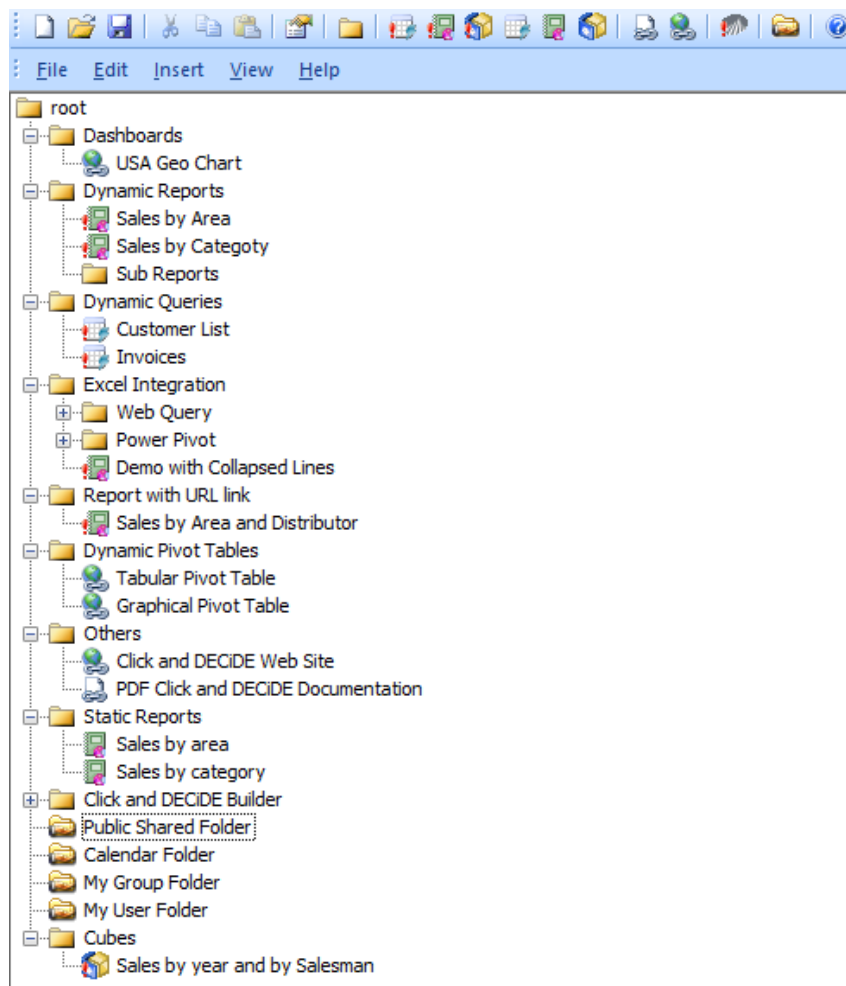 File Edit Insert View Help
root
Dashboards
USA Geo Chart
Dynamic Reports
Sales by Area
Sales by Categoty
Sub Reports
Dynamic Queries
Customer List
Invoices
Excel Integration
Web Query
Power Pivot
Demo with Collapsed Lines
Report with URL link
Sales by Area and Distributor
Dynamic Pivot Tables
Tabular Pivot Table
Graphical Pivot Table
Others
Click and DECiDE Web Site
PDF Click and DECiDE Documentation
Static Reports
Sales by area
Sales by category
Click and DECiDE Builder
Public Shared Folder
Calendar Folder
My Group Folder
My User Folder
Cubes
Sales by year and by Salesman